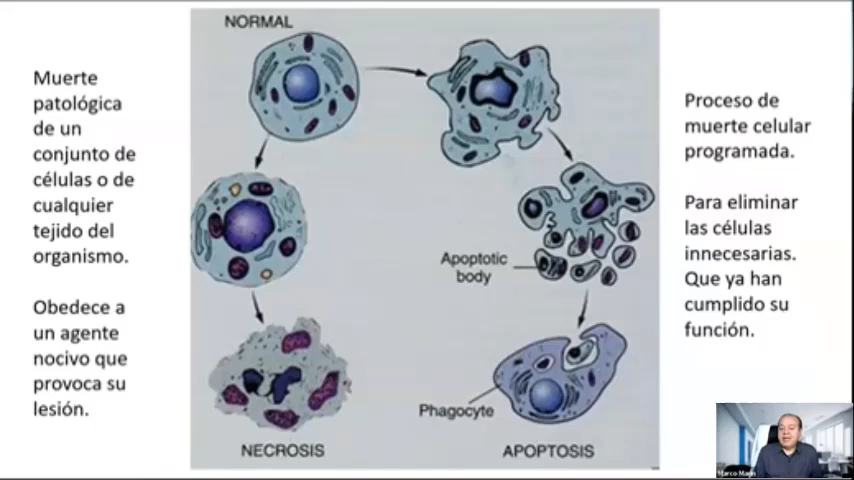 Muerte
patológica
de un
conjunto de
células o de
cualquier
tejido del
organismo.
Obedece a
un agente
nocivo que
provoca su
lesión.
NORMAL
Apoptotic
body
Phagocyte
NECROSIS
APOPTOSIS
Proceso de
muerte celular
programada.
Para eliminar
las células
innecesarias.
Que ya han
cumplido su
función.
Marco Marin